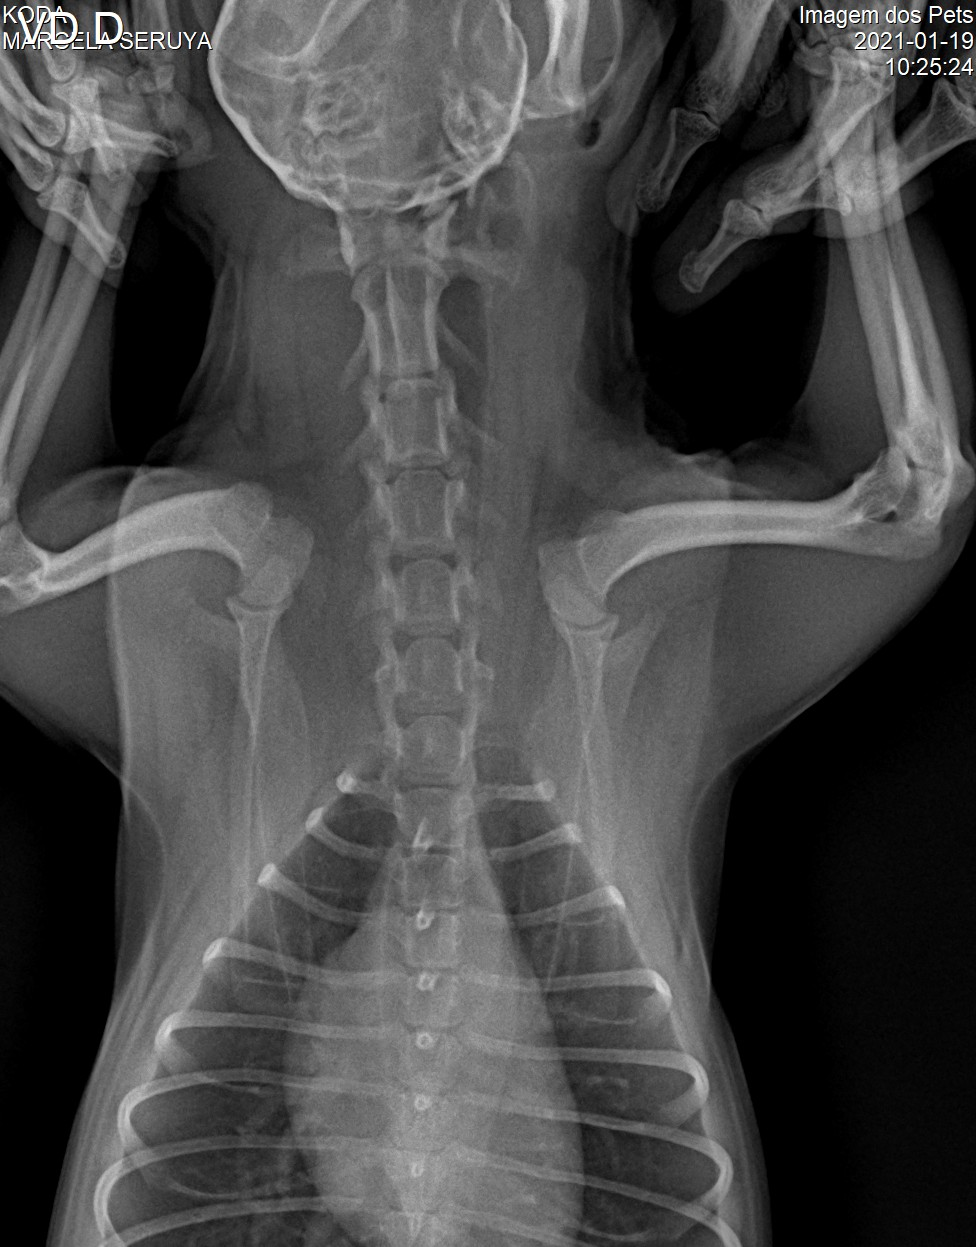 KODA
VD D
MARCELA SERUYA
Imagem dos Pets
2021-01-19
10:25:24